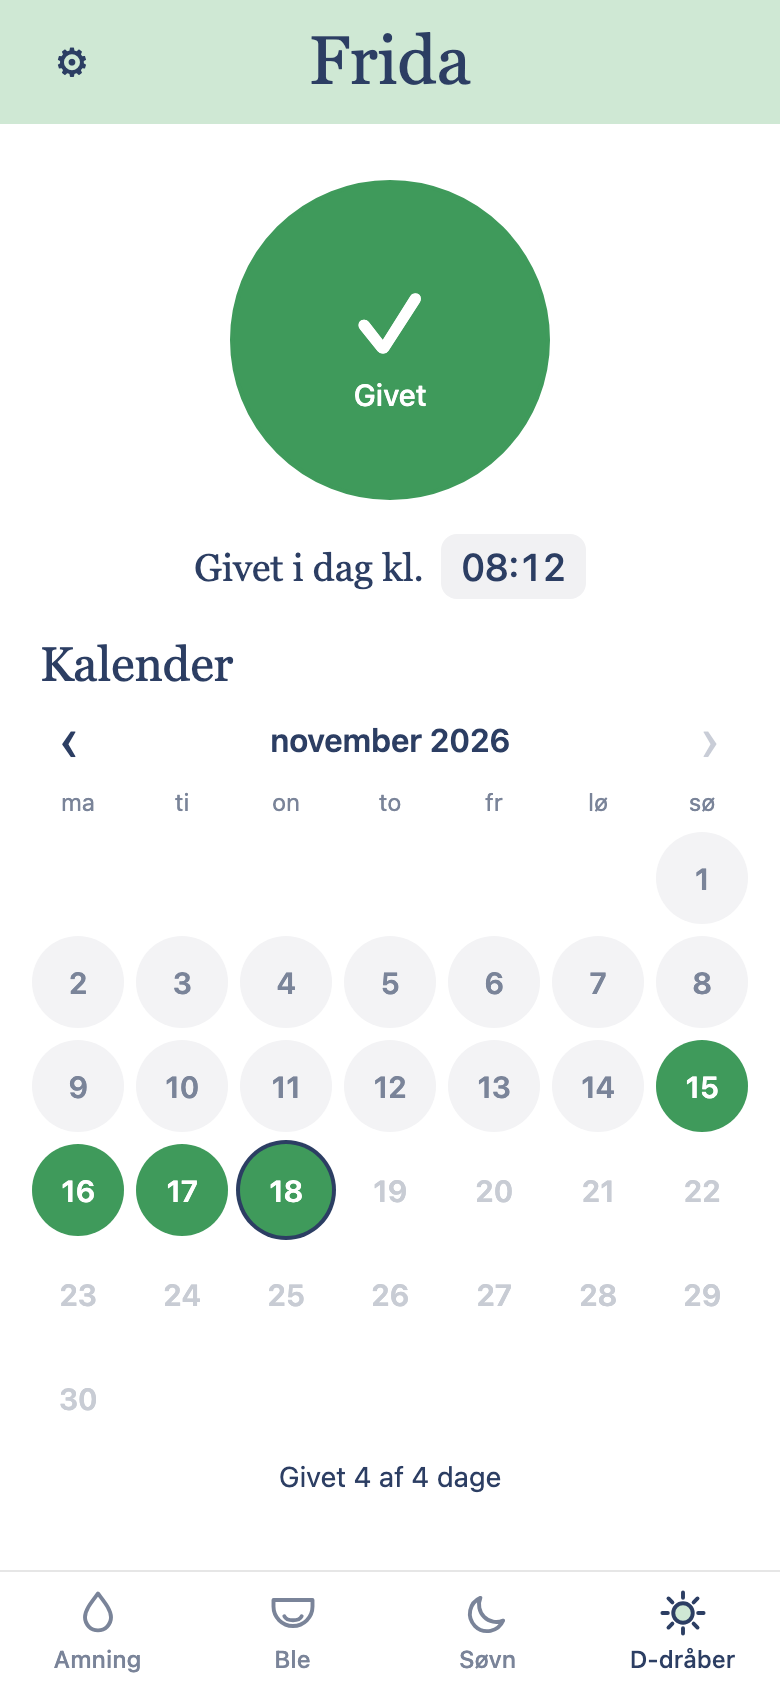 Frida
Givet
Givet i dag kl. 08:12
Kalender
november 2026
ma ti on to fr lø sø
1
2 3 4 5 6 7 8
9 10 11 12 13 14 15
16 17 18 19 20 21 22
23 24 25 26 27 28 29
30
Givet 4 af 4 dage
Amning Ble Søvn D-dråber